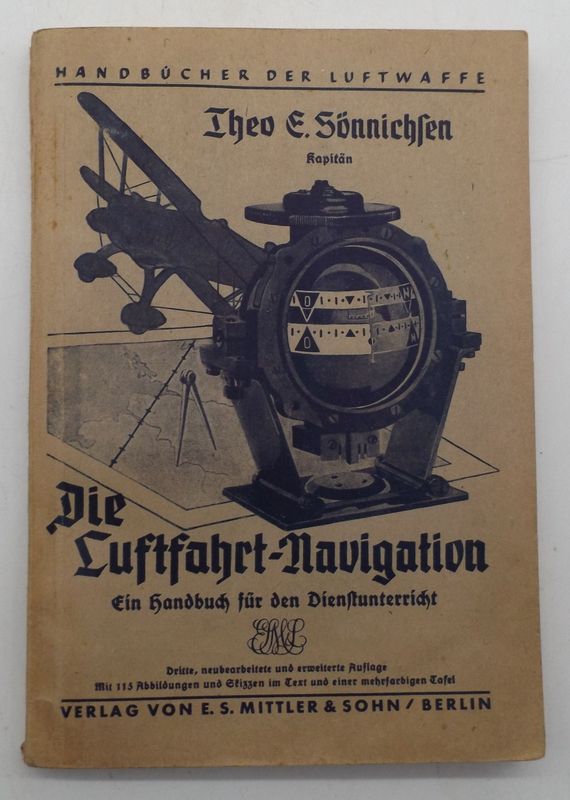 HANDBÜCHER DER LUFTWAFFE
Theo E. Sönnichsen
Kapitän
O N
O N
Die
Luftfahrt-Navigation
Ein Handbuch für den Dienstunterricht
Dritte, neubearbeitete und erweiterte Auflage
Mit 115 Abbildungen und Skizzen im Text und einer mehrfarbigen Tafel
VERLAG VON E. S. MITTLER & SOHN / BERLIN